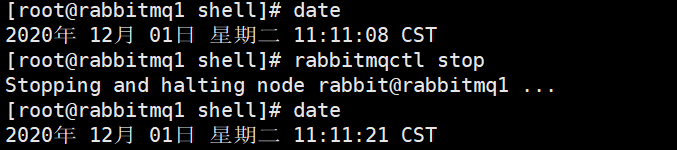 [root@rabbitmq1 shell]# date
2020年 12月 01日 星期二 11:11:08 CST
[root@rabbitmq1 shell]# rabbitmqctl stop
Stopping and halting node rabbit@rabbitmq1 ...
[root@rabbitmq1 shell]# date
2020年 12月 01日 星期二 11:11:21 CST